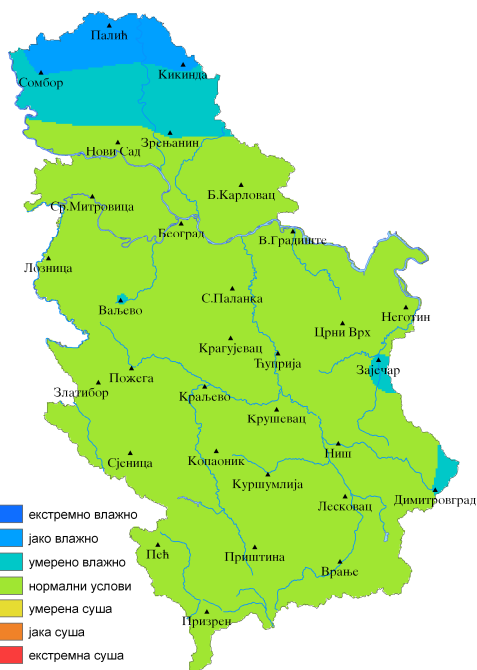 Палић
Сомбор
Кикинда
Нови Сад
Зрењанин
Б.Карловац
Ср.Митровица
Београд
В.Градиште
Лозница
Ваљево
С.Паланка
Неготин
Црни Врх
Крагујевац
Ћуприја
Зајечар
Пожега
Златибор
Краљево
Крушевац
Сјеница
Копаоник
Ниш
Куршумлија
Димитровград
Лесковац
Пећ
Приштина
Врање
Призрен
екстремно влажно
јако влажно
умерено влажно
нормални услови
умерена суша
јака суша
екстремна суша